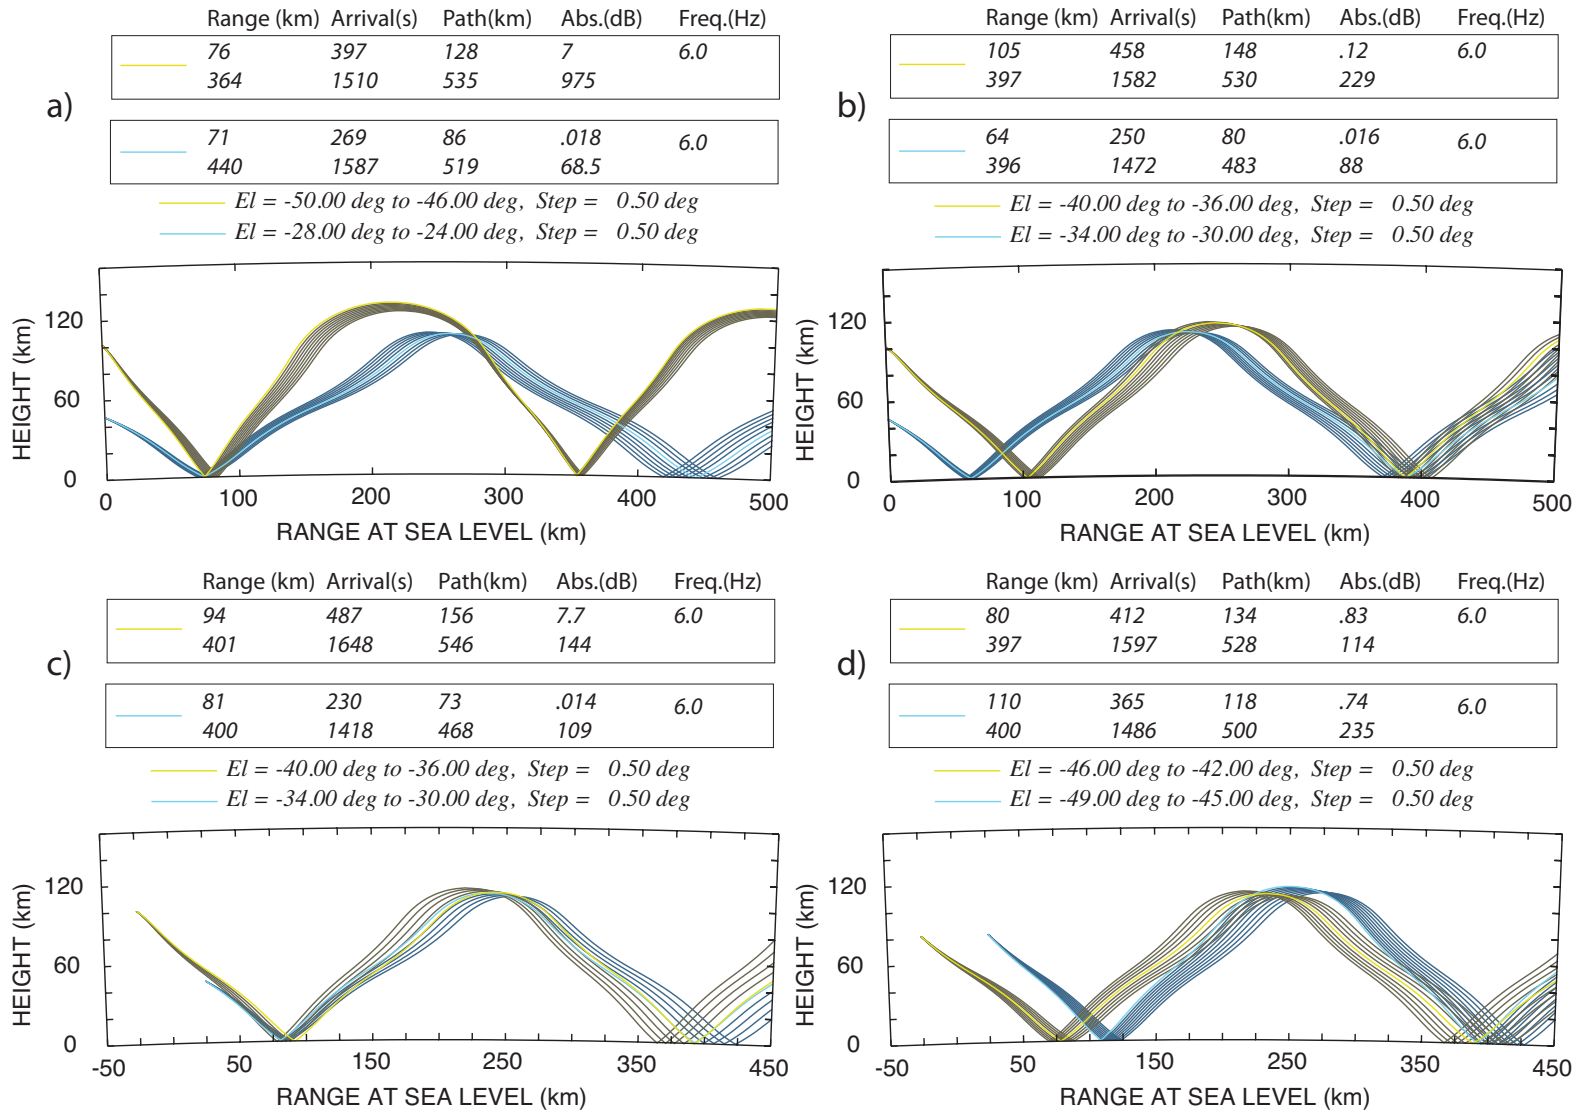 Range (km) Arrival(s) Path(km) Abs.(dB) Freq.(Hz)
76 397 128 7 6.0
364 1510 535 975
a)
71 269 86 .018 6.0
440 1587 519 68.5
El = -50.00 deg to -46.00 deg, Step = 0.50 deg
El = -28.00 deg to -24.00 deg, Step = 0.50 deg
HEIGHT (km)
120
60
0
0 100 200 300 400 500
RANGE AT SEA LEVEL (km)
Range (km) Arrival(s) Path(km) Abs.(dB) Freq.(Hz)
105 458 148 .12 6.0
397 1582 530 229
b)
64 250 80 .016 6.0
396 1472 483 88
El = -40.00 deg to -36.00 deg, Step = 0.50 deg
El = -34.00 deg to -30.00 deg, Step = 0.50 deg
HEIGHT (km)
120
60
0
0 100 200 300 400 500
RANGE AT SEA LEVEL (km)
Range (km) Arrival(s) Path(km) Abs.(dB) Freq.(Hz)
94 487 156 7.7 6.0
401 1648 546 144
c)
81 230 73 .014 6.0
400 1418 468 109
El = -40.00 deg to -36.00 deg, Step = 0.50 deg
El = -34.00 deg to -30.00 deg, Step = 0.50 deg
HEIGHT (km)
120
60
0
-50 50 150 250 350 450
RANGE AT SEA LEVEL (km)
Range (km) Arrival(s) Path(km) Abs.(dB) Freq.(Hz)
80 412 134 .83 6.0
397 1597 528 114
d)
110 365 118 .74 6.0
400 1486 500 235
El = -46.00 deg to -42.00 deg, Step = 0.50 deg
El = -49.00 deg to -45.00 deg, Step = 0.50 deg
HEIGHT (km)
120
60
0
-50 50 150 250 350 450
RANGE AT SEA LEVEL (km)